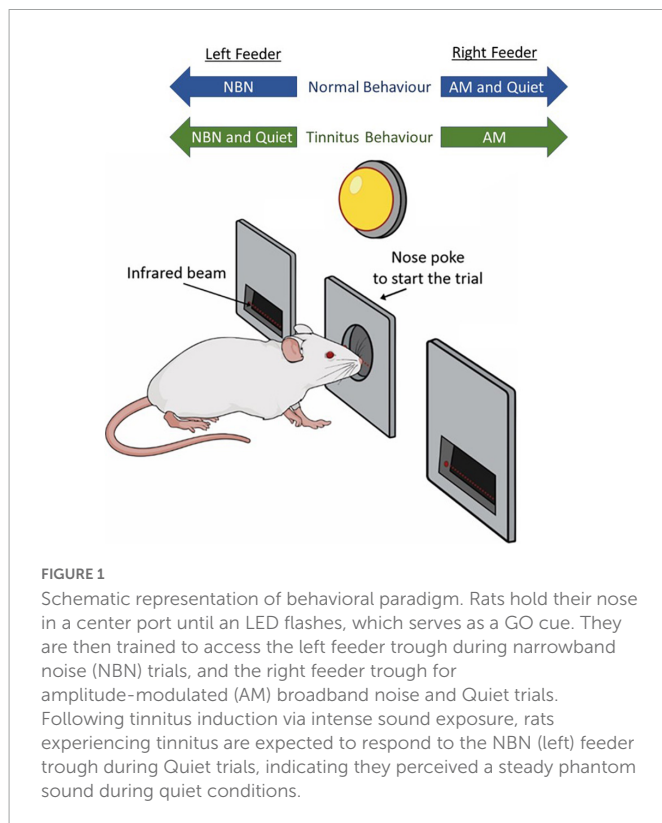 Left Feeder
Right Feeder
NBN
Normal Behaviour
AM and Quiet
NBN and Quiet
Tinnitus Behaviour
AM
Nose poke
to start the trial
Infrared beam
FIGURE 1
Schematic representation of behavioral paradigm. Rats hold their nose
in a center port until an LED flashes, which serves as a GO cue. They
are then trained to access the left feeder trough during narrowband
noise (NBN) trials, and the right feeder trough for
amplitude-modulated (AM) broadband noise and Quiet trials.
Following tinnitus induction via intense sound exposure, rats
experiencing tinnitus are expected to respond to the NBN (left) feeder
trough during Quiet trials, indicating they perceived a steady phantom
sound during quiet conditions.